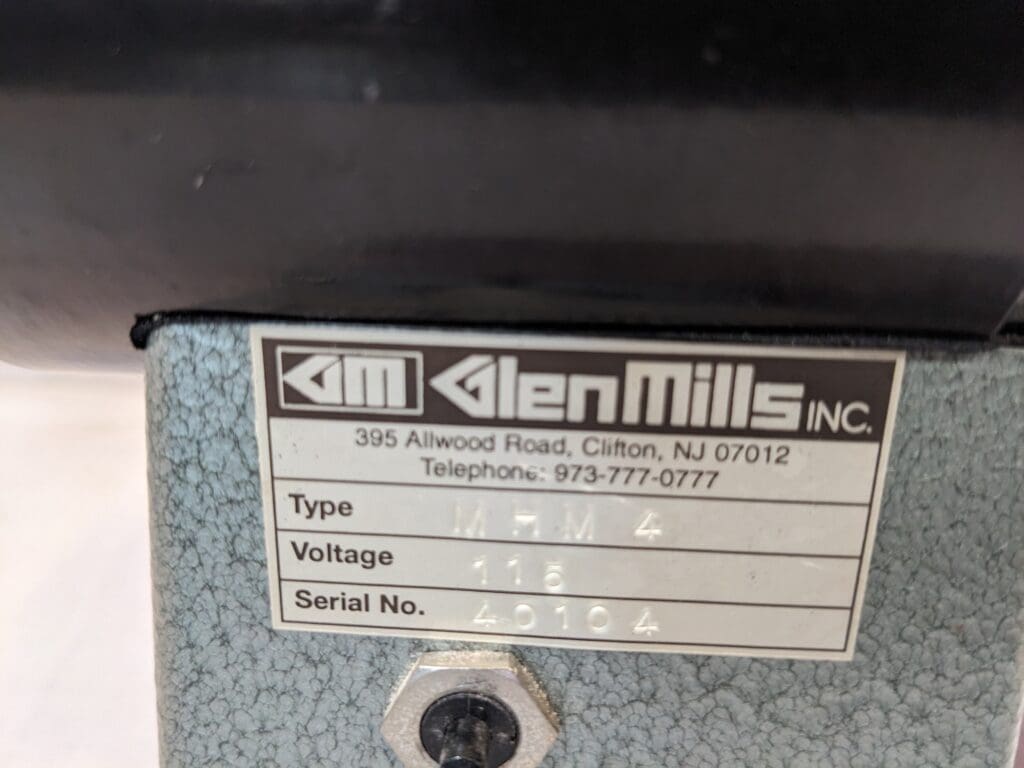 GM GlenMills INC.
395 Allwood Road, Clifton, NJ 07012
Telephone: 973-777-0777
Type MHM 4
Voltage 115
Serial No. 40104